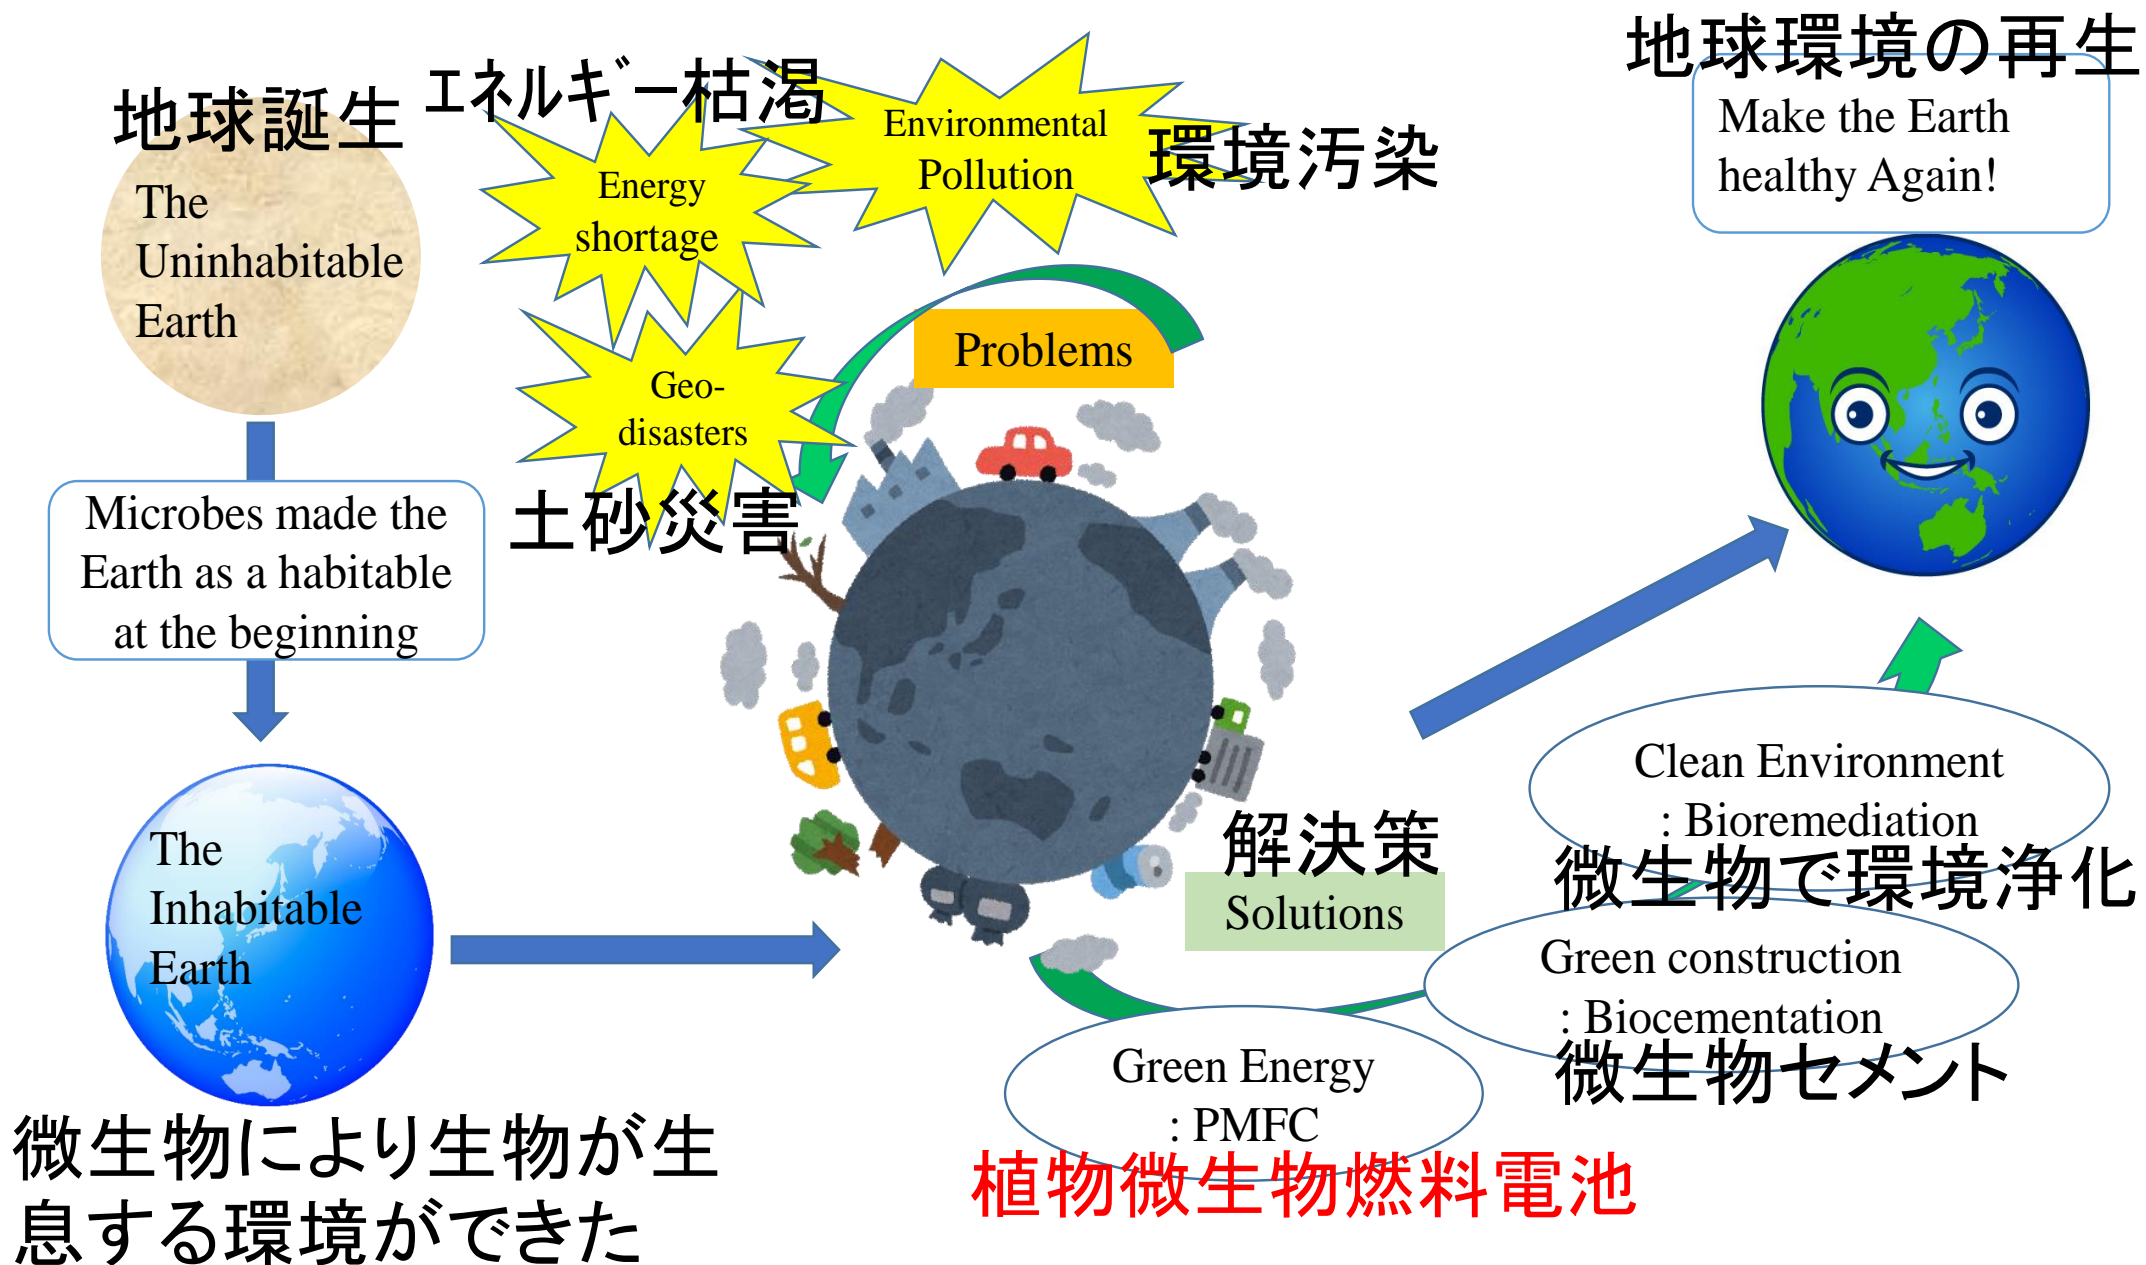 地球誕生
The
Uninhabitable
Earth
Microbes made the
Earth as a habitable
at the beginning
The
Inhabitable
Earth
微生物により生物が生
息する環境ができた
エネルギー枯渇
Energy
shortage
Environmental
Pollution
環境汚染
Geo-
disasters
土砂災害
Problems
解決策
Solutions
Green Energy
: PMFC
植物微生物燃料電池
Green construction
: Biocementation
微生物セメント
Clean Environment
: Bioremediation
微生物で環境浄化
地球環境の再生
Make the Earth
healthy Again!